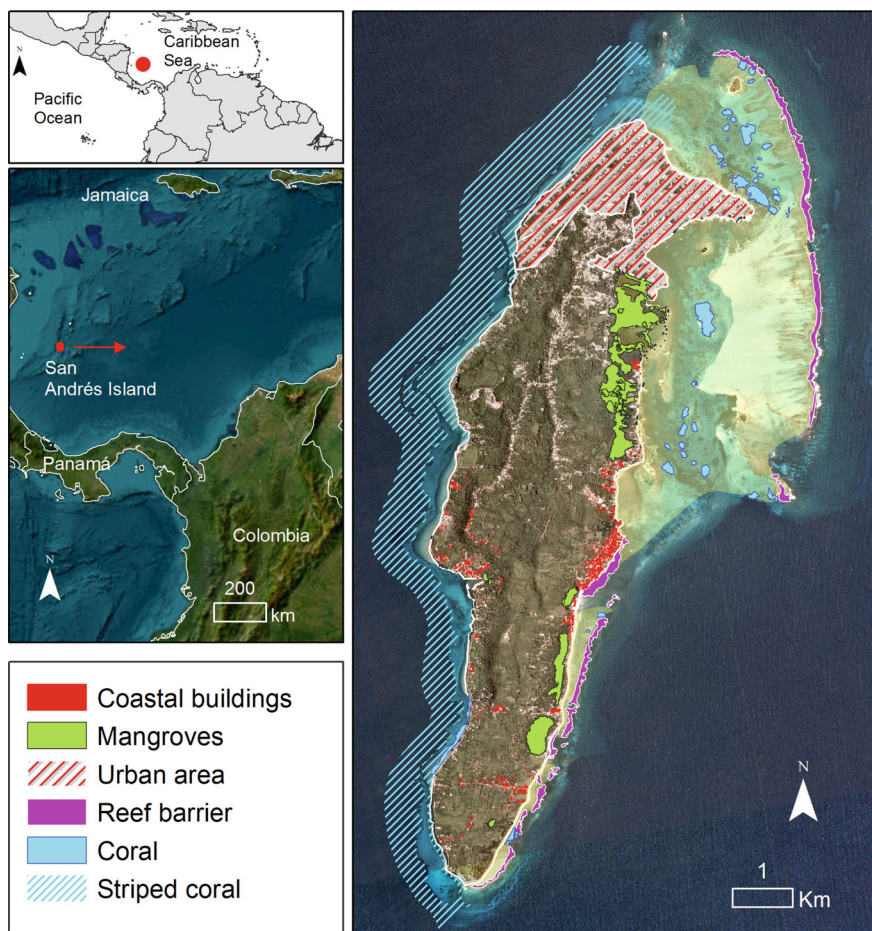 Caribbean
Sea
N
Pacific
Ocean
Jamaica
San
Andrés Island
Panamá
Colombia
N
200
km
Coastal buildings
Mangroves
Urban area
Reef barrier
Coral
Striped coral
N
1
Km